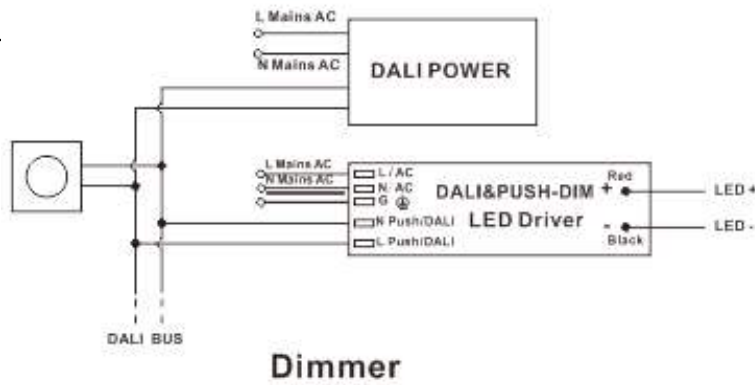 L Mains AC
N Mains AC
DALI POWER
L Mains AC
N Mains AC
L / AC
N AC
G
N Push/DALI
L Push/DALI
DALI&PUSH-DIM
LED Driver
Red
+
-
Black
LED +
LED -
DALI BUS
Dimmer